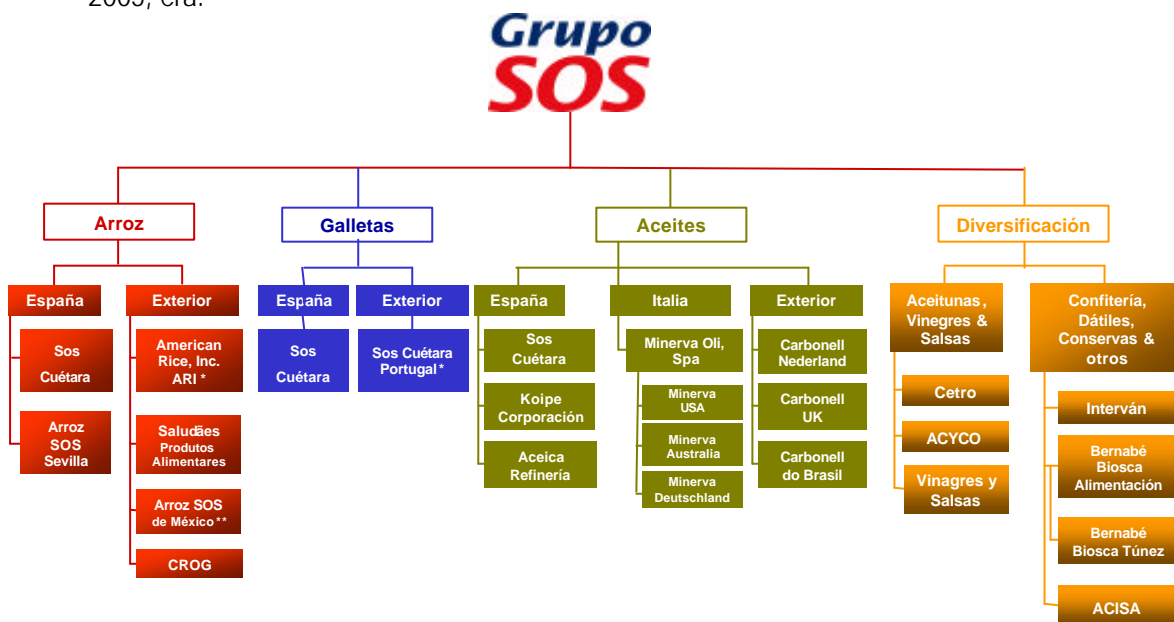 2005, era:
Grupo
SOS
Arroz
Galletas
Aceites
Diversificación
España
Exterior
España
Exterior
España
Italia
Exterior
Aceitunas,
Vinegres &
Salsas
Confitería,
Dátiles,
Conservas &
otros
Sos
Cuétara
Arroz
SOS
Sevilla
American
Rice, Inc.
ARI *
Saludães
Produtos
Alimentares
Arroz SOS
de México **
CROG
Sos
Cuétara
Sos Cuétara
Portugal *
Sos
Cuétara
Koipe
Corporación
Aceica
Refinería
Minerva Oli,
Spa
Minerva
USA
Minerva
Australia
Minerva
Deutschland
Carbonell
Nederland
Carbonell
UK
Carbonell
do Brasil
Cetro
ACYCO
Vinagres y
Salsas
Interván
Bernabé
Biosca
Alimentación
Bernabé
Biosca Túnez
ACISA